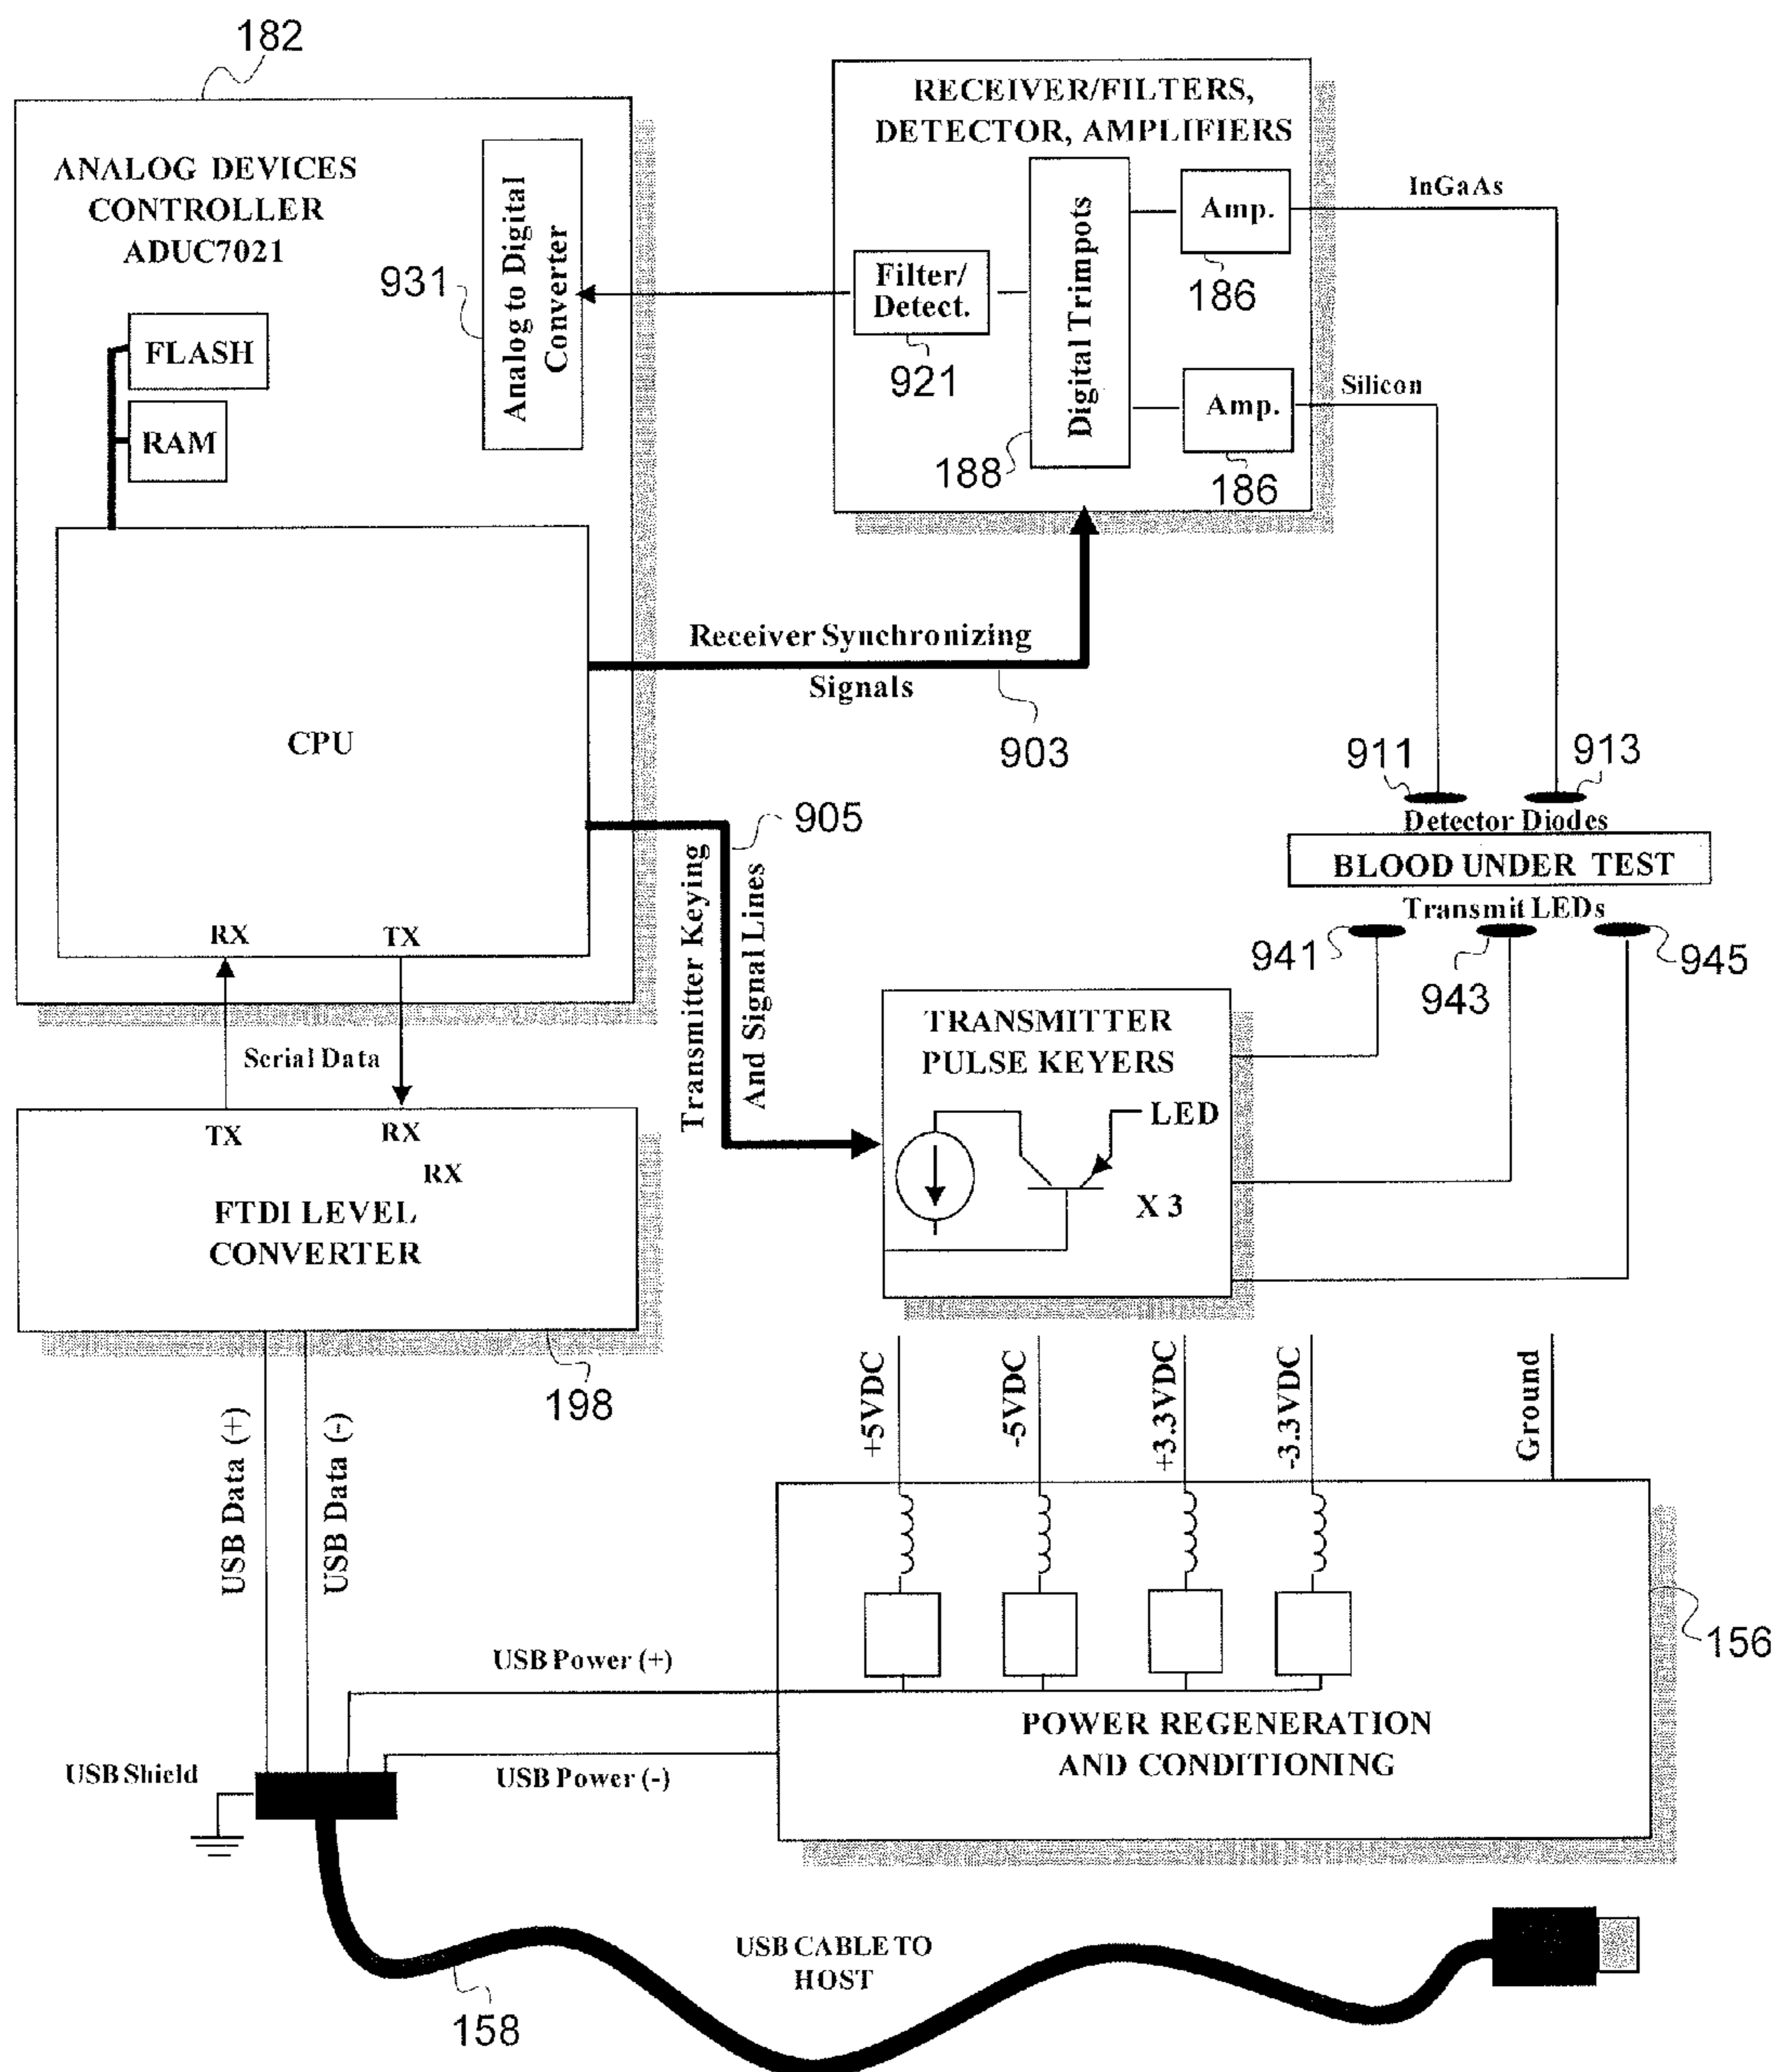 182
ANALOG DEVICES
CONTROLLER
ADUC7021
FLASH
RAM
931
Analog to Digital
Converter
CPU
RX
TX
RECEIVER/FILTERS,
DETECTOR, AMPLIFIERS
Filter/
Detect.
921
Digital Trimpots
188
Amp.
186
Amp.
186
InGaAs
Silicon
Receiver Synchronizing
Signals
903
905
Transmitter Keying
And Signal Lines
911
913
Detector Diodes
BLOOD UNDER TEST
Transmit LEDs
941
943
945
TRANSMITTER
PULSE KEYERS
LED
X 3
Serial Data
TX
RX
RX
FTDI LEVEL
CONVERTER
198
USB Data (+)
USB Data (-)
+5VDC
-5VDC
+3.3VDC
-3.3VDC
Ground
156
USB Power (+)
POWER REGENERATION
AND CONDITIONING
USB Power (-)
USB Shield
USB CABLE TO
HOST
158